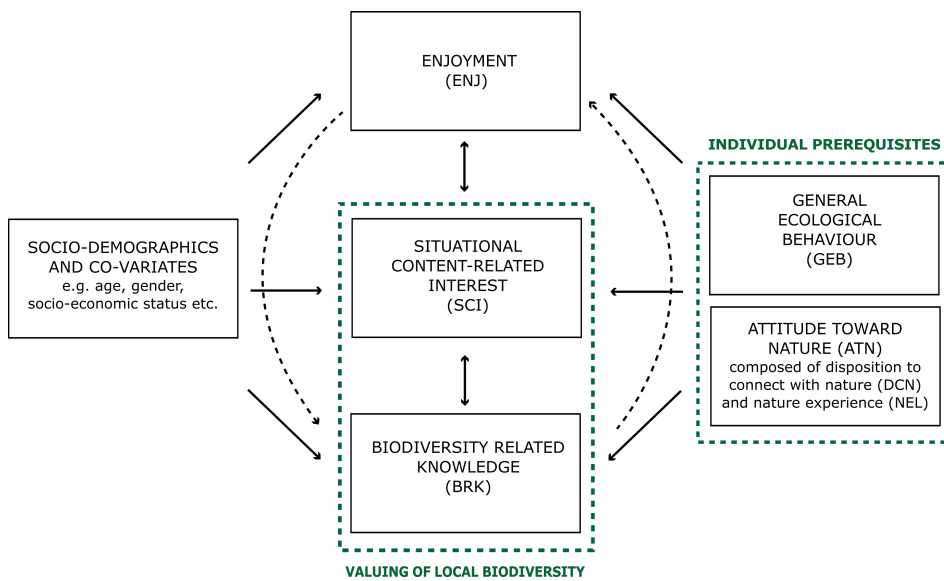 ENJOYMENT
(ENJ)
INDIVIDUAL PREREQUISITES
GENERAL
ECOLOGICAL
BEHAVIOUR
(GEB)
SOCIO-DEMOGRAPHICS
AND CO-VARIATES
e.g. age, gender,
socio-economic status etc.
SITUATIONAL
CONTENT-RELATED
INTEREST
(SCI)
ATTITUDE TOWARD
NATURE (ATN)
composed of disposition to
connect with nature (DCN)
and nature experience (NEL)
BIODIVERSITY RELATED
KNOWLEDGE
(BRK)
VALUING OF LOCAL BIODIVERSITY